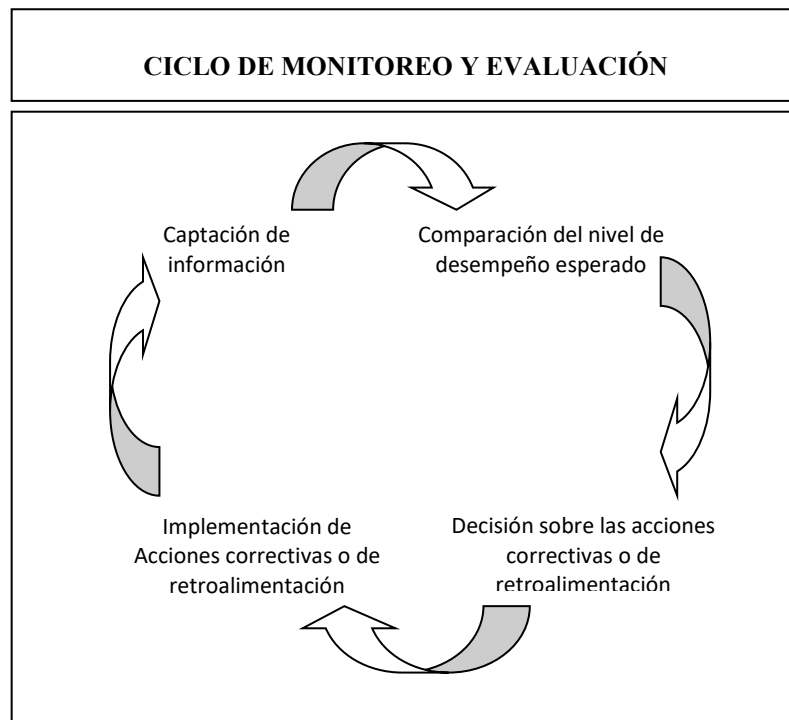 CICLO DE MONITOREO Y EVALUACIÓN
Captación de
información
Comparación del nivel de
desempeño esperado
Decisión sobre las acciones
correctivas o de
retroalimentación
Implementación de
Acciones correctivas o de
retroalimentación